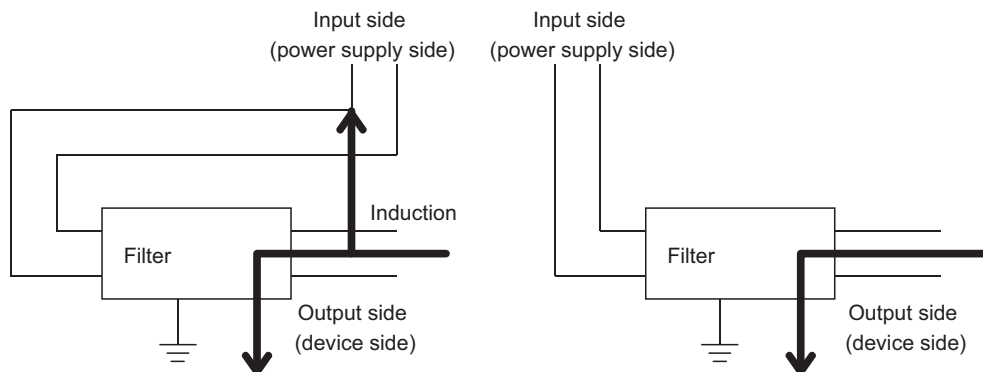 Input side
(power supply side)
Induction
Filter
Output side
(device side)
Input side
(power supply side)
Filter
Output side
(device side)